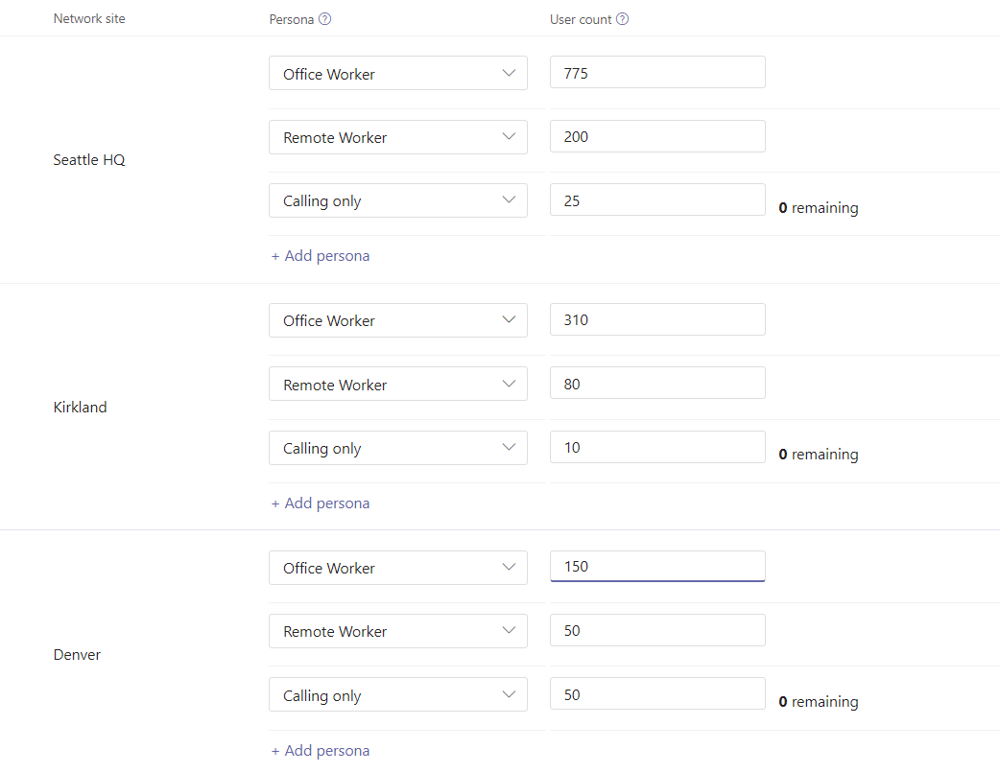 Network site Persona ? User count ?
Office Worker 775
Remote Worker 200
Seattle HQ
Calling only 25 0 remaining
+ Add persona
Office Worker 310
Remote Worker 80
Kirkland
Calling only 10 0 remaining
+ Add persona
Office Worker 150
Remote Worker 50
Denver
Calling only 50 0 remaining
+ Add persona